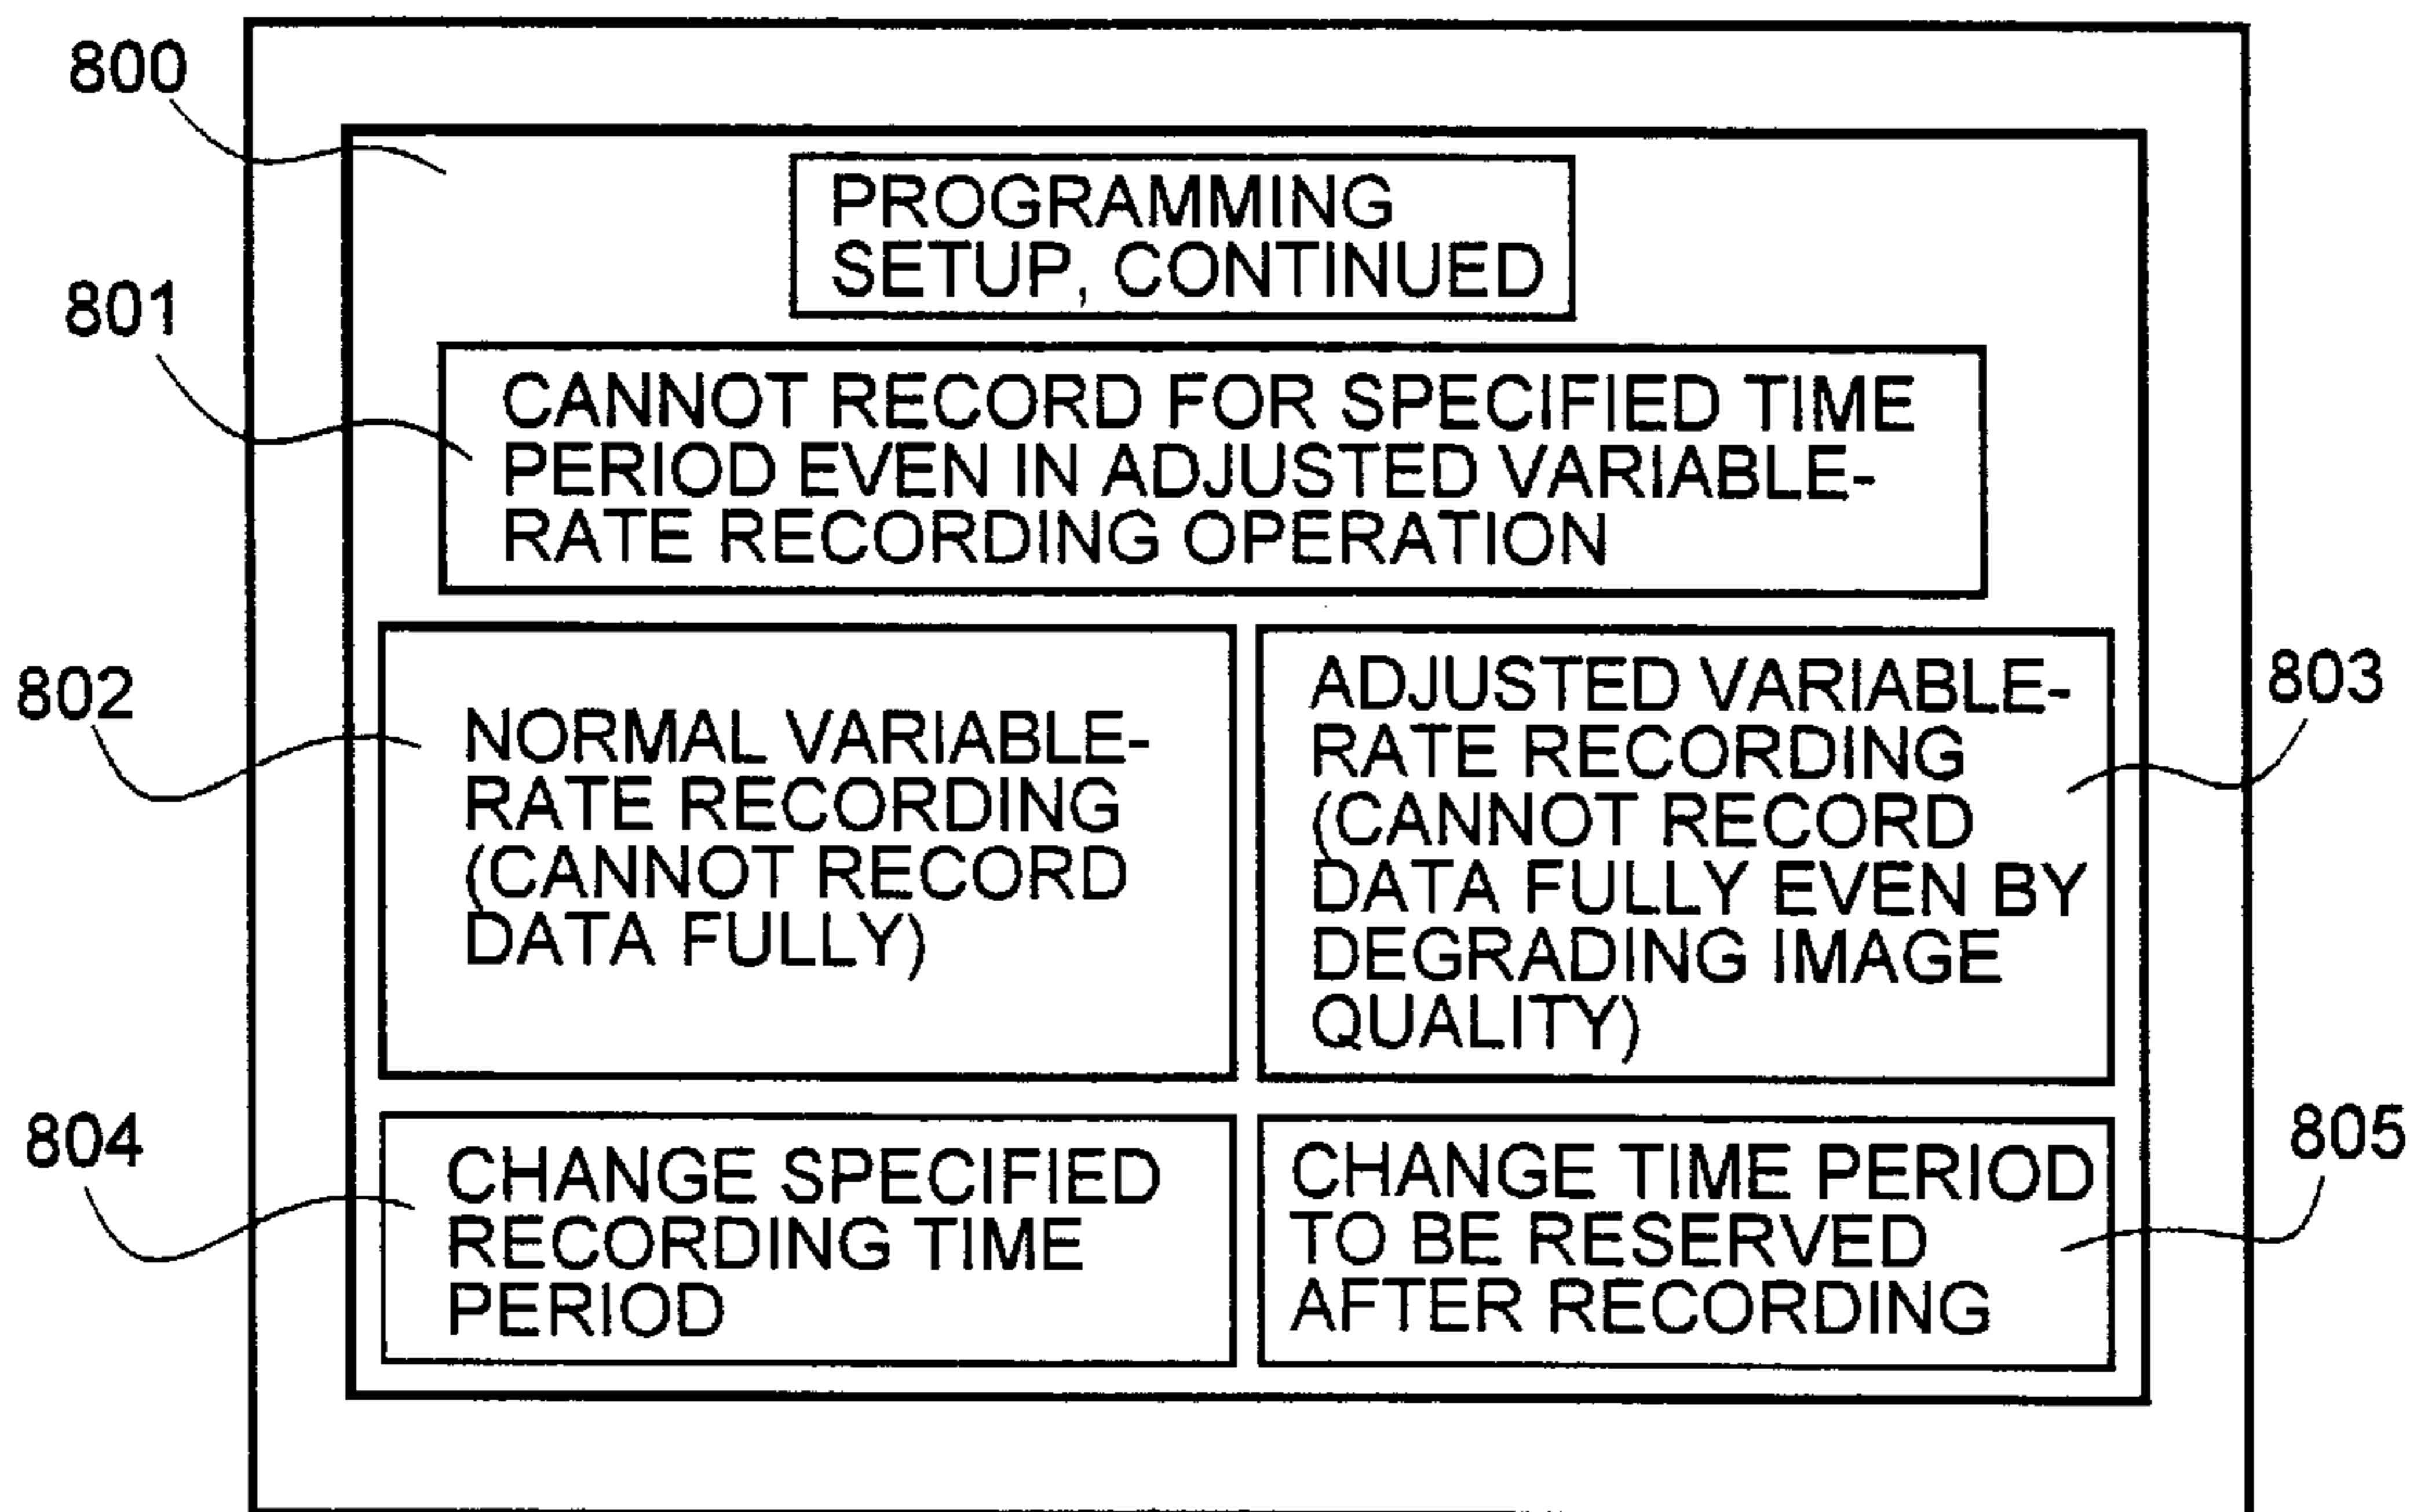 800
PROGRAMMING
SETUP, CONTINUED
801
CANNOT RECORD FOR SPECIFIED TIME
PERIOD EVEN IN ADJUSTED VARIABLE-
RATE RECORDING OPERATION
802
NORMAL VARIABLE-
RATE RECORDING
(CANNOT RECORD
DATA FULLY)
ADJUSTED VARIABLE-
RATE RECORDING
(CANNOT RECORD
DATA FULLY EVEN BY
DEGRADING IMAGE
QUALITY)
803
804
CHANGE SPECIFIED
RECORDING TIME
PERIOD
CHANGE TIME PERIOD
TO BE RESERVED
AFTER RECORDING
805